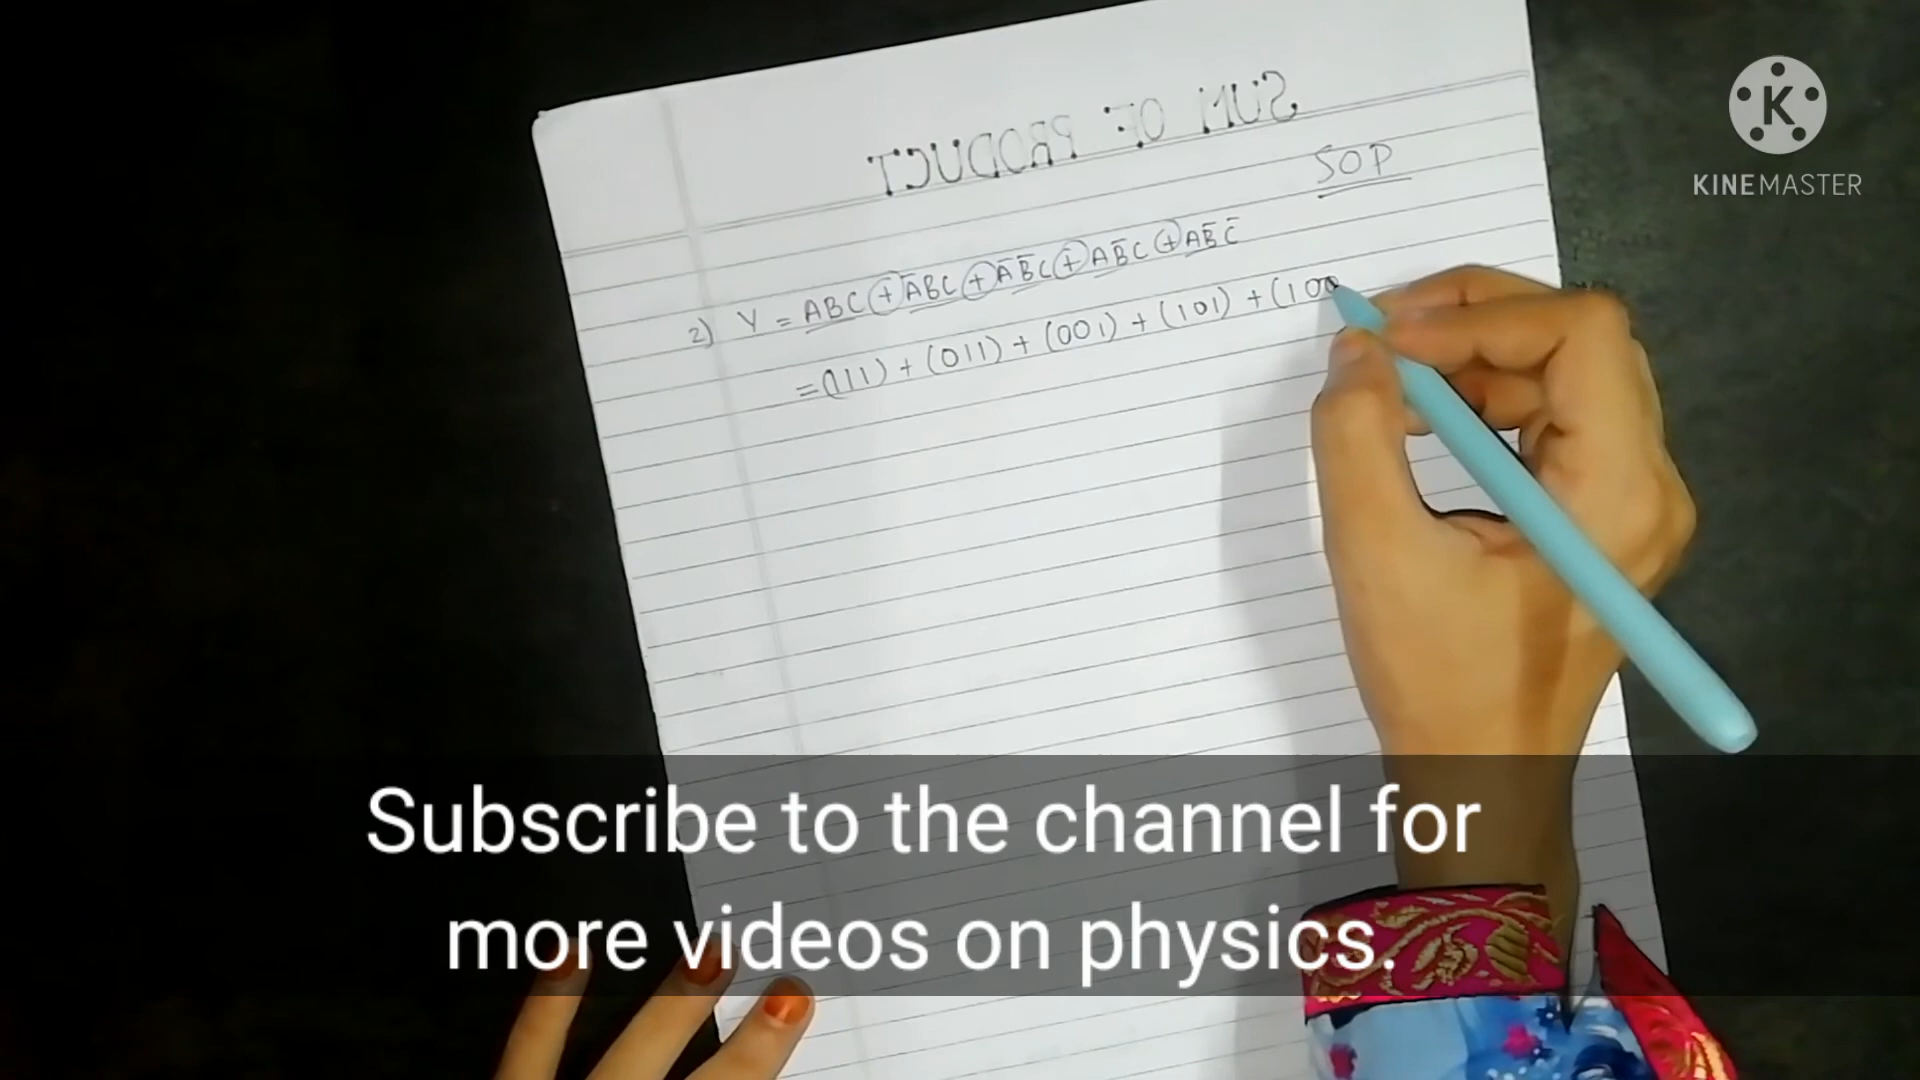 SUM OF PRODUCT
SOP
2) Y = ABC + A̅BC + A̅B̅C + AB̅C + AB̅C̅
= (111) + (011) + (001) + (101) + (100
K
KINEMASTER
Subscribe to the channel for
more videos on physics.